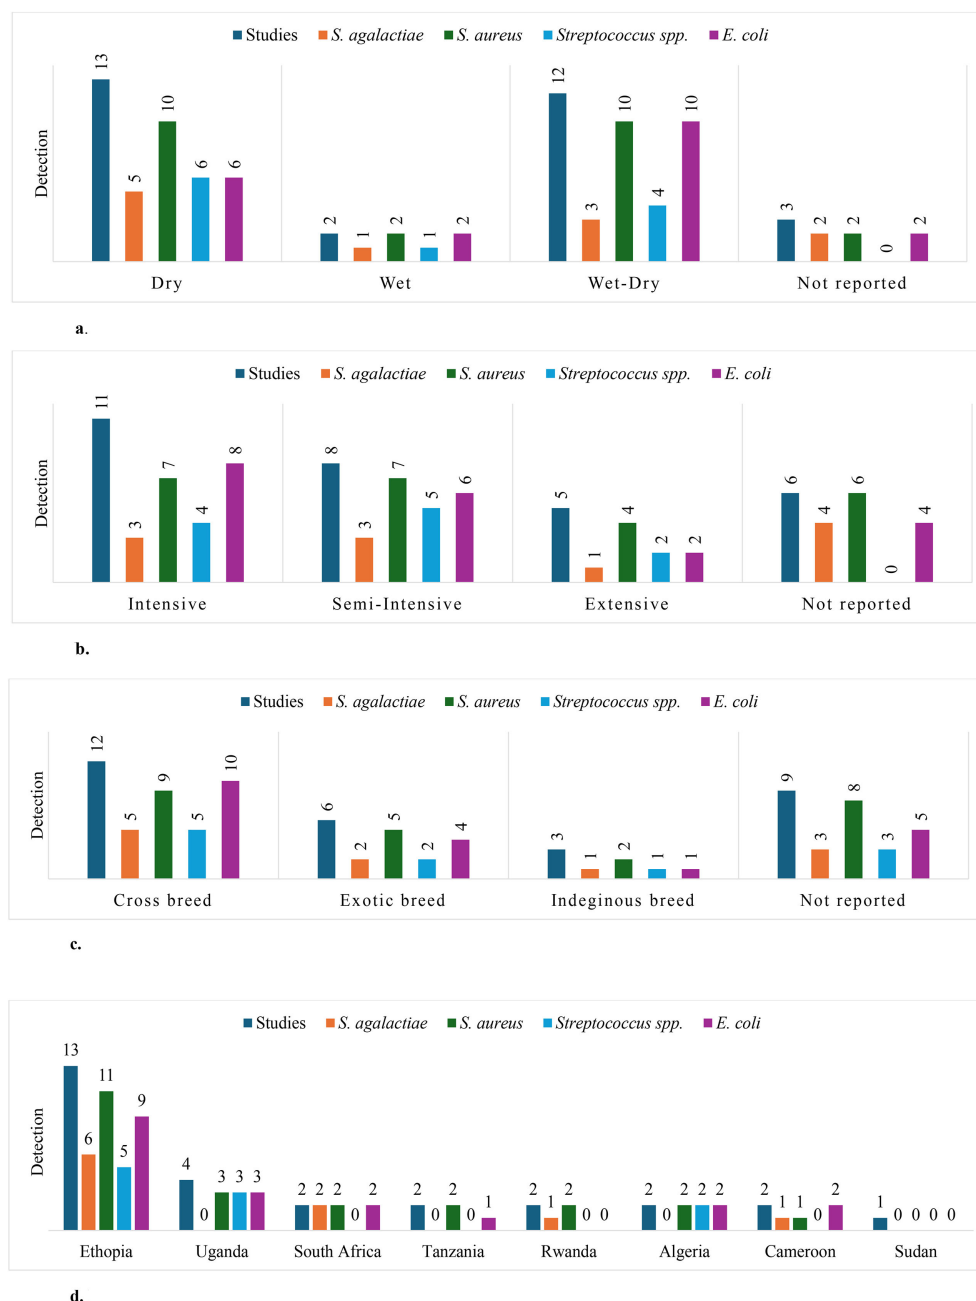 Studies S. agalactiae S. aureus Streptococcus spp. E. coli
Detection
13 5 10 6 6 2 1 2 1 2 12 3 10 4 10 3 2 2 0 2
Dry Wet Wet-Dry Not reported
a.
Studies S. agalactiae S. aureus Streptococcus spp. E. coli
Detection
11 3 7 4 8 8 3 7 5 6 5 1 4 2 2 6 4 6 0 4
Intensive Semi-Intensive Extensive Not reported
b.
Studies S. agalactiae S. aureus Streptococcus spp. E. coli
Detection
12 5 9 5 10 6 2 5 2 4 3 1 2 1 1 9 3 8 3 5
Cross breed Exotic breed Indeginous breed Not reported
c.
Studies S. agalactiae S. aureus Streptococcus spp. E. coli
Detection
13 6 11 5 9 4 0 3 3 3 2 2 2 0 2 2 0 2 0 1 2 1 2 0 0 2 0 2 2 2 2 1 1 0 2 1 0 0 0 0
Ethopia Uganda South Africa Tanzania Rwanda Algeria Cameroon Sudan
d.